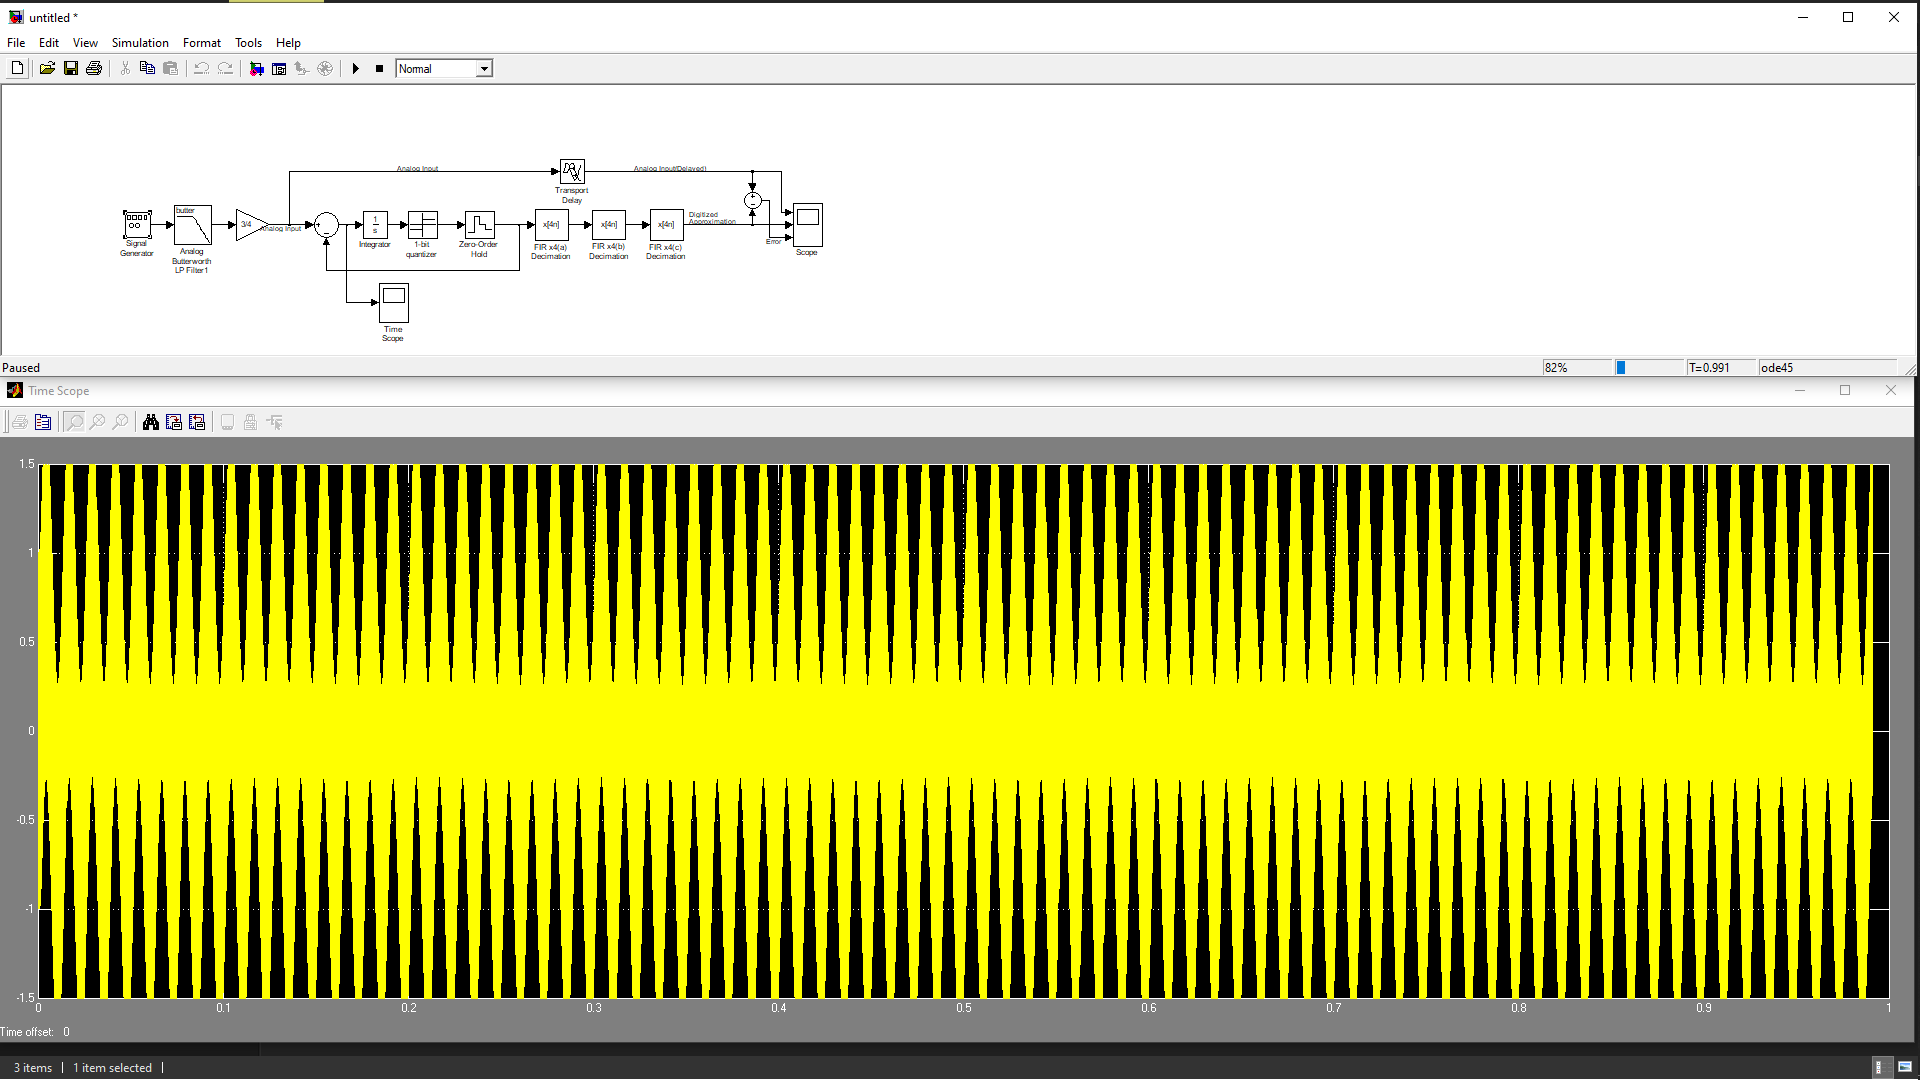 untitled *
File Edit View Simulation Format Tools Help
Normal
Analog Input
Analog Input(Delayed)
Transport
Delay
butter
3/4
Analog Input
1
s
x[4n]
x[4n]
x[4n]
Digitized
Approximation
Error
Signal
Generator
Analog
Butterworth
LP Filter1
Integrator
1-bit
quantizer
Zero-Order
Hold
FIR x4(a)
Decimation
FIR x4(b)
Decimation
FIR x4(c)
Decimation
Scope
Time
Scope
Paused
82%
T=0.991
ode45
Time Scope
1.5
1
0.5
0
-0.5
-1
-1.5
0 0.1 0.2 0.3 0.4 0.5 0.6 0.7 0.8 0.9 1
Time offset: 0
3 items
1 item selected